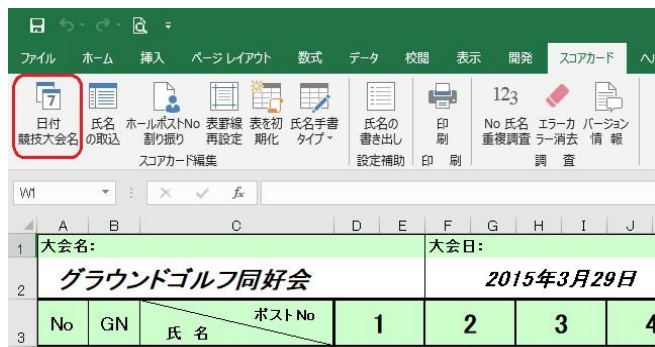 ファイル ホーム 挿入 ページレイアウト 数式 データ 校閲 表示 開発 スコアカード
7 123
日付 氏名 ホールポストNo 表罫線 表を初 氏名手書 氏名の 印 No 氏名 エラーカ バージョン
競技大会名 の取込 割り振り 再設定 期化 タイプ 書き出し 刷 重複調査 ラー消去 情 報
スコアカード編集 設定補助 印 刷 調 査
W1 fx
A B C D E F G H I J
1 大会名: 大会日:
2 グラウンドゴルフ同好会 2015年3月29日
3 No GN 氏 名 ポストNo 1 2 3 4